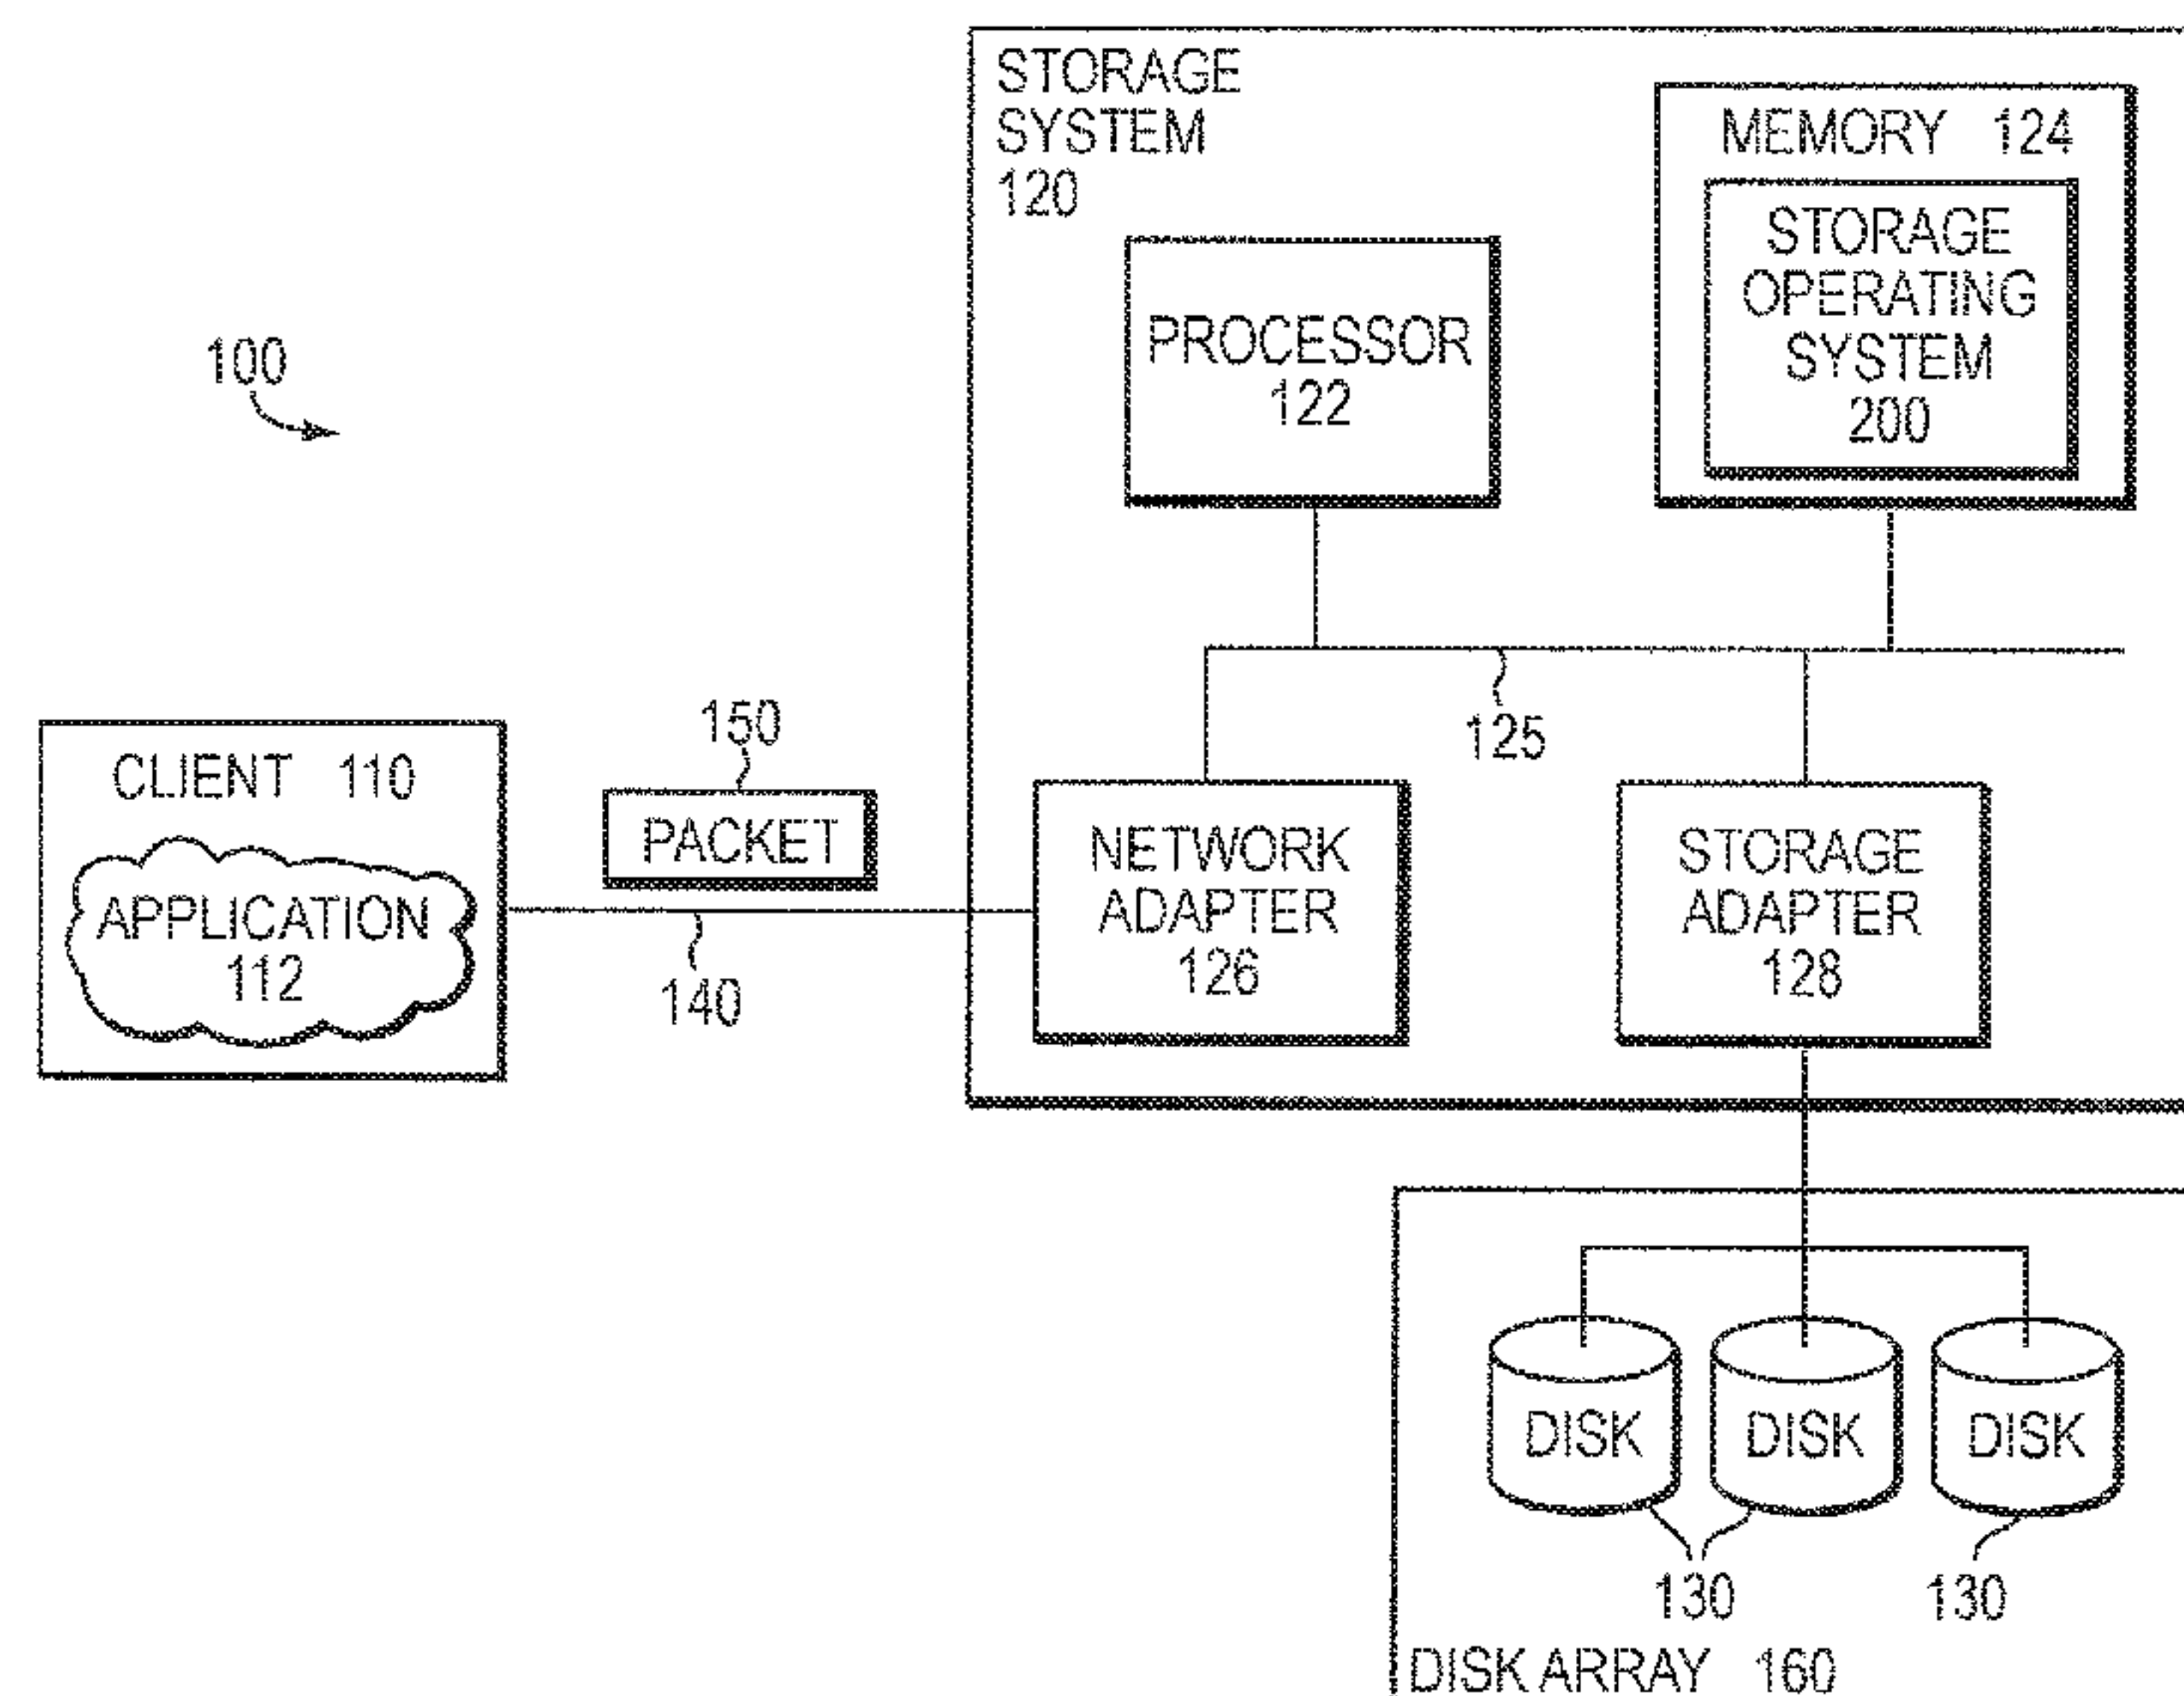 STORAGE
SYSTEM
120
MEMORY 124
STORAGE
OPERATING
SYSTEM
200
PROCESSOR
122
100
125
150
CLIENT 110
PACKET
NETWORK
ADAPTER
126
STORAGE
ADAPTER
128
APPLICATION
112
140
DISK
DISK
DISK
130
130
DISK ARRAY 160